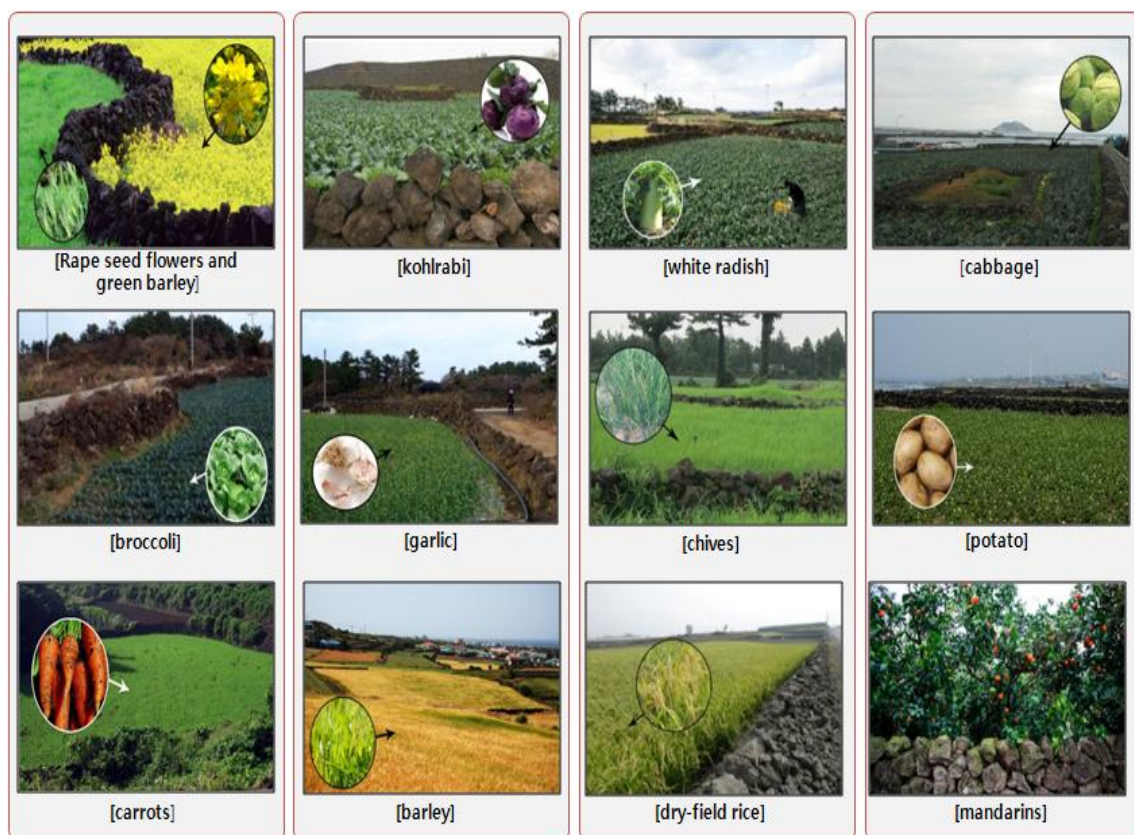 [Rape seed flowers and
green barley]
[kohlrabi]
[white radish]
[cabbage]
[broccoli]
[garlic]
[chives]
[potato]
[carrots]
[barley]
[dry-field rice]
[mandarins]